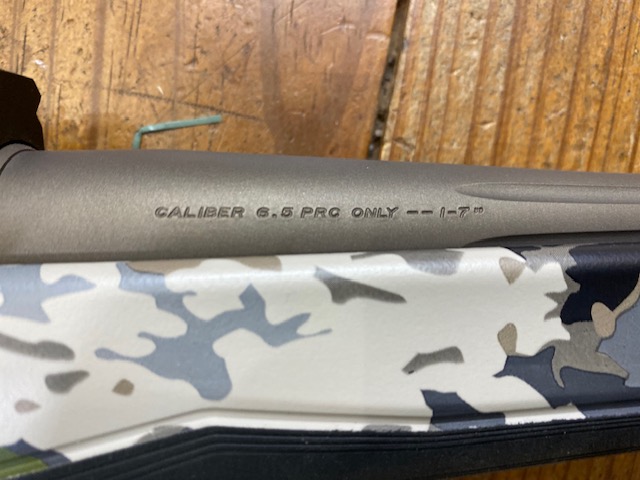 CALIBER 6.5 PRC ONLY -- 1-7"